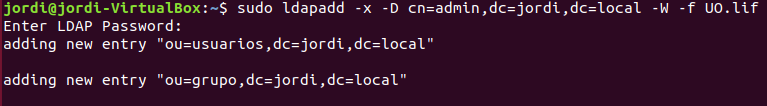 jordi@jordi-VirtualBox:~$ sudo ldapadd -x -D cn=admin,dc=jordi,dc=local -W -f UO.lif
Enter LDAP Password:
adding new entry "ou=usuarios,dc=jordi,dc=local"
adding new entry "ou=grupo,dc=jordi,dc=local"